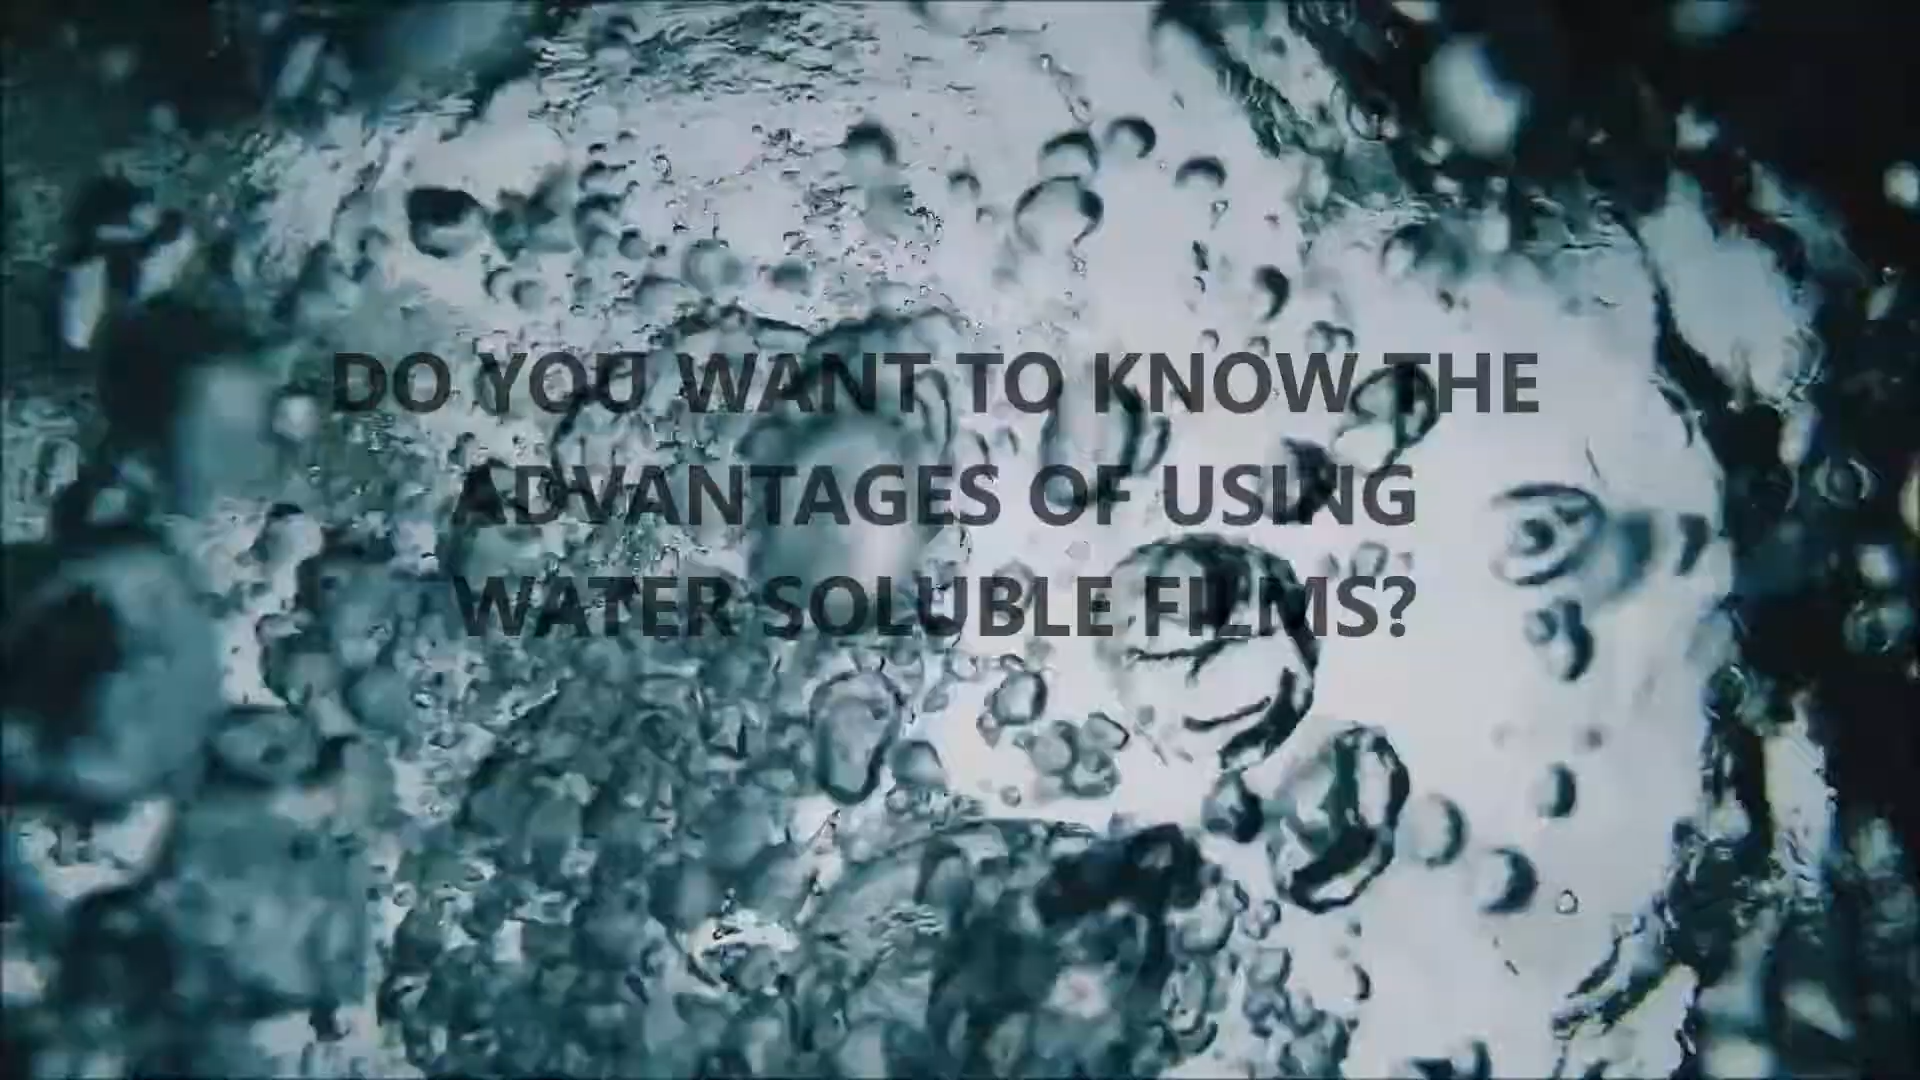 DO YOU WANT TO KNOW THE
ADVANTAGES OF USING
WATER SOLUBLE FILMS?